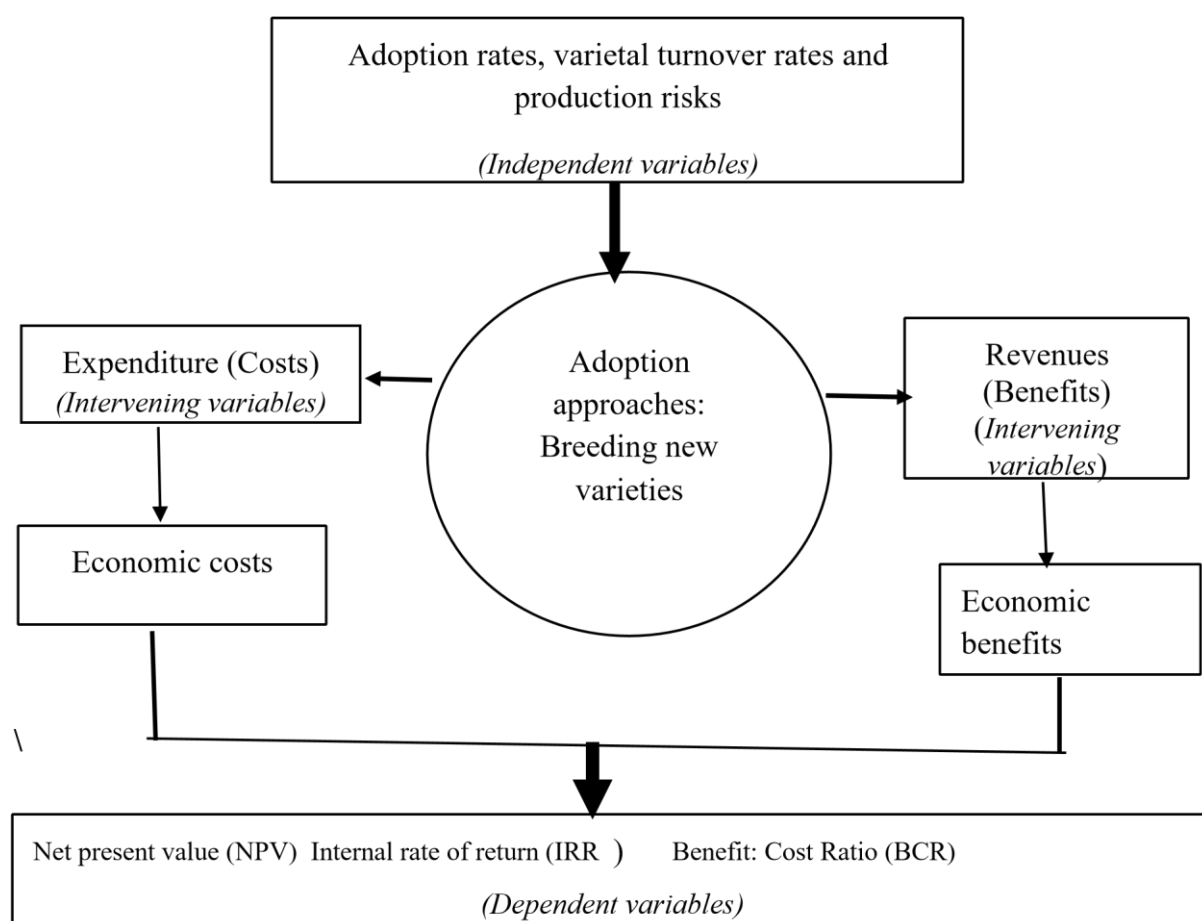 Adoption rates, varietal turnover rates and
production risks
(Independent variables)
Expenditure (Costs)
(Intervening variables)
Adoption
approaches:
Breeding new
varieties
Revenues
(Benefits)
(Intervening
variables)
Economic costs
Economic
benefits
\
Net present value (NPV) Internal rate of return (IRR ) Benefit: Cost Ratio (BCR)
(Dependent variables)